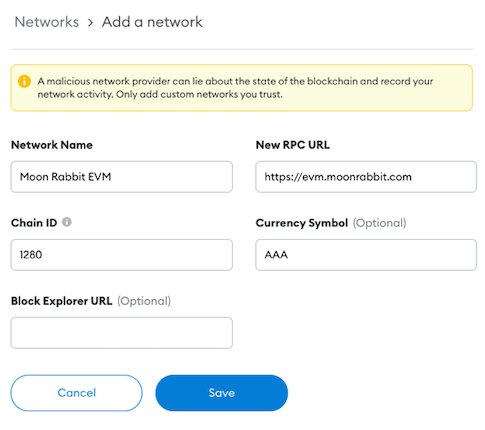 Networks > Add a network
A malicious network provider can lie about the state of the blockchain and record your
network activity. Only add custom networks you trust.
Network Name
New RPC URL
Moon Rabbit EVM
https://evm.moonrabbit.com
Chain ID
Currency Symbol (Optional)
1280
AAA
Block Explorer URL (Optional)
Cancel
Save